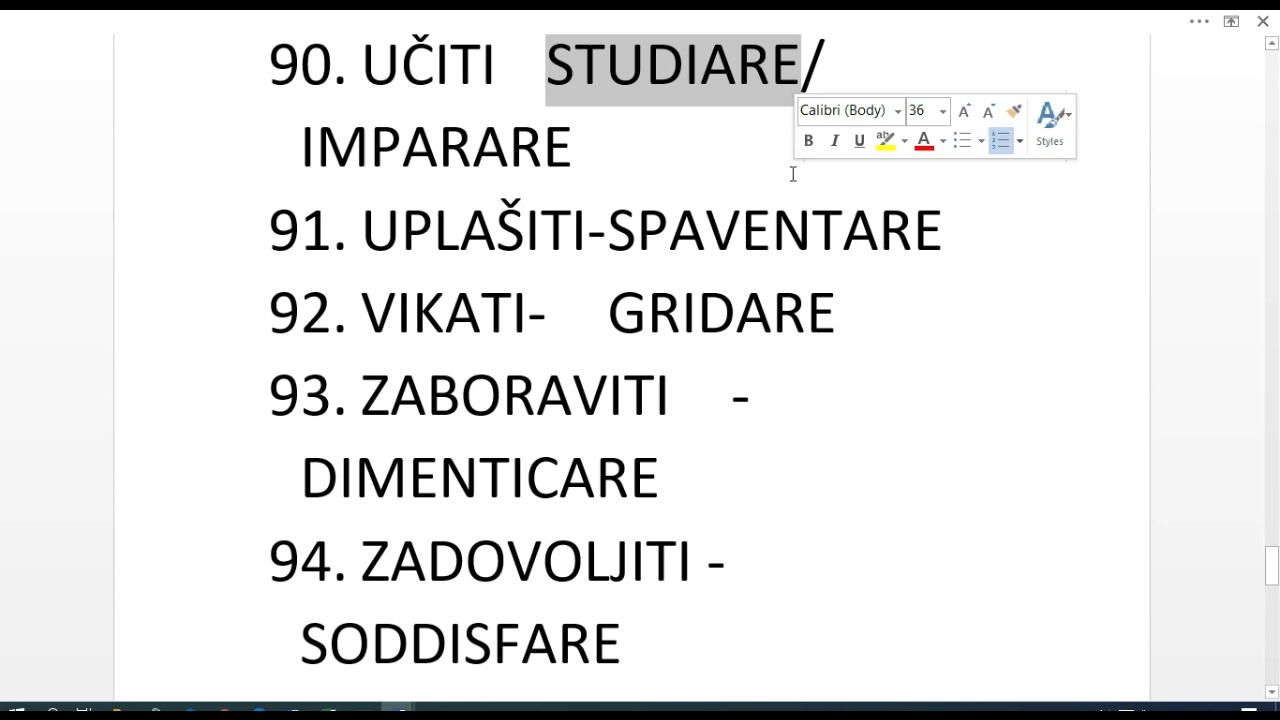 90. UČITI STUDIARE/
Calibri (Body) 36
IMPARARE
B I U Styles
91. UPLAŠITI-SPAVENTARE
92. VIKATI- GRIDARE
93. ZABORAVITI -
DIMENTICARE
94. ZADOVOLJITI -
SODDISFARE